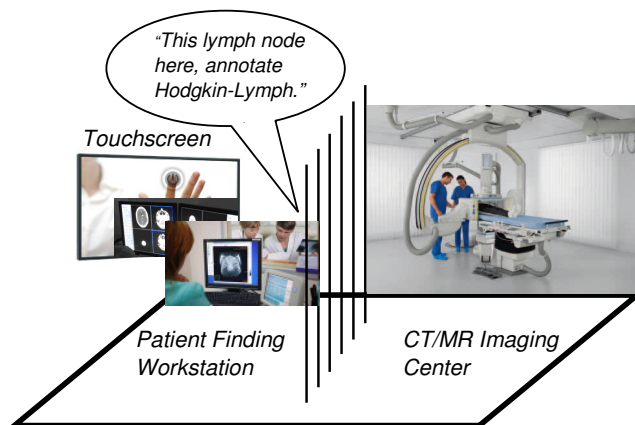 “This lymph node
here, annotate
Hodgkin-Lymph.”
Touchscreen
Patient Finding
Workstation
CT/MR Imaging
Center